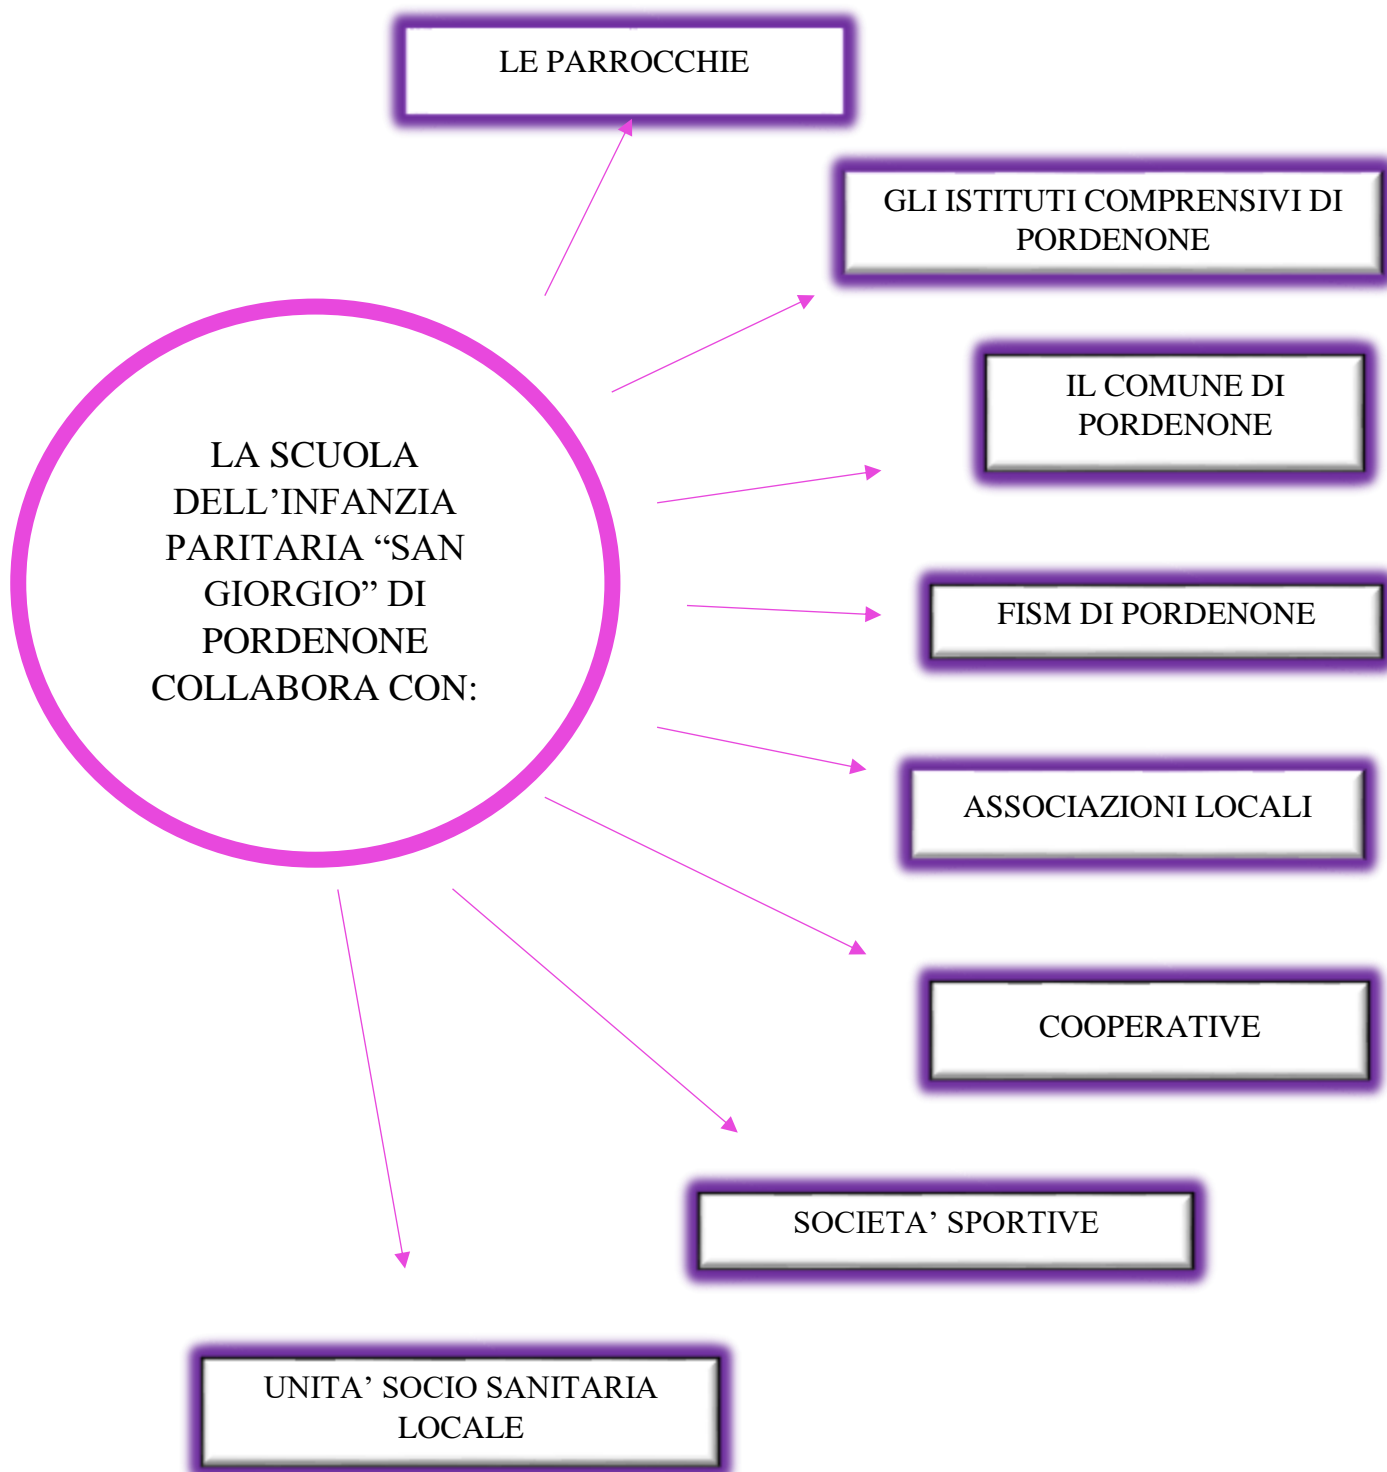 LE PARROCCHIE
GLI ISTITUTI COMPRENSIVI DI
PORDENONE
IL COMUNE DI
PORDENONE
LA SCUOLA
DELL’INFANZIA
PARITARIA “SAN
GIORGIO” DI
PORDENONE
COLLABORA CON:
FISM DI PORDENONE
ASSOCIAZIONI LOCALI
COOPERATIVE
SOCIETA’ SPORTIVE
UNITA’ SOCIO SANITARIA
LOCALE